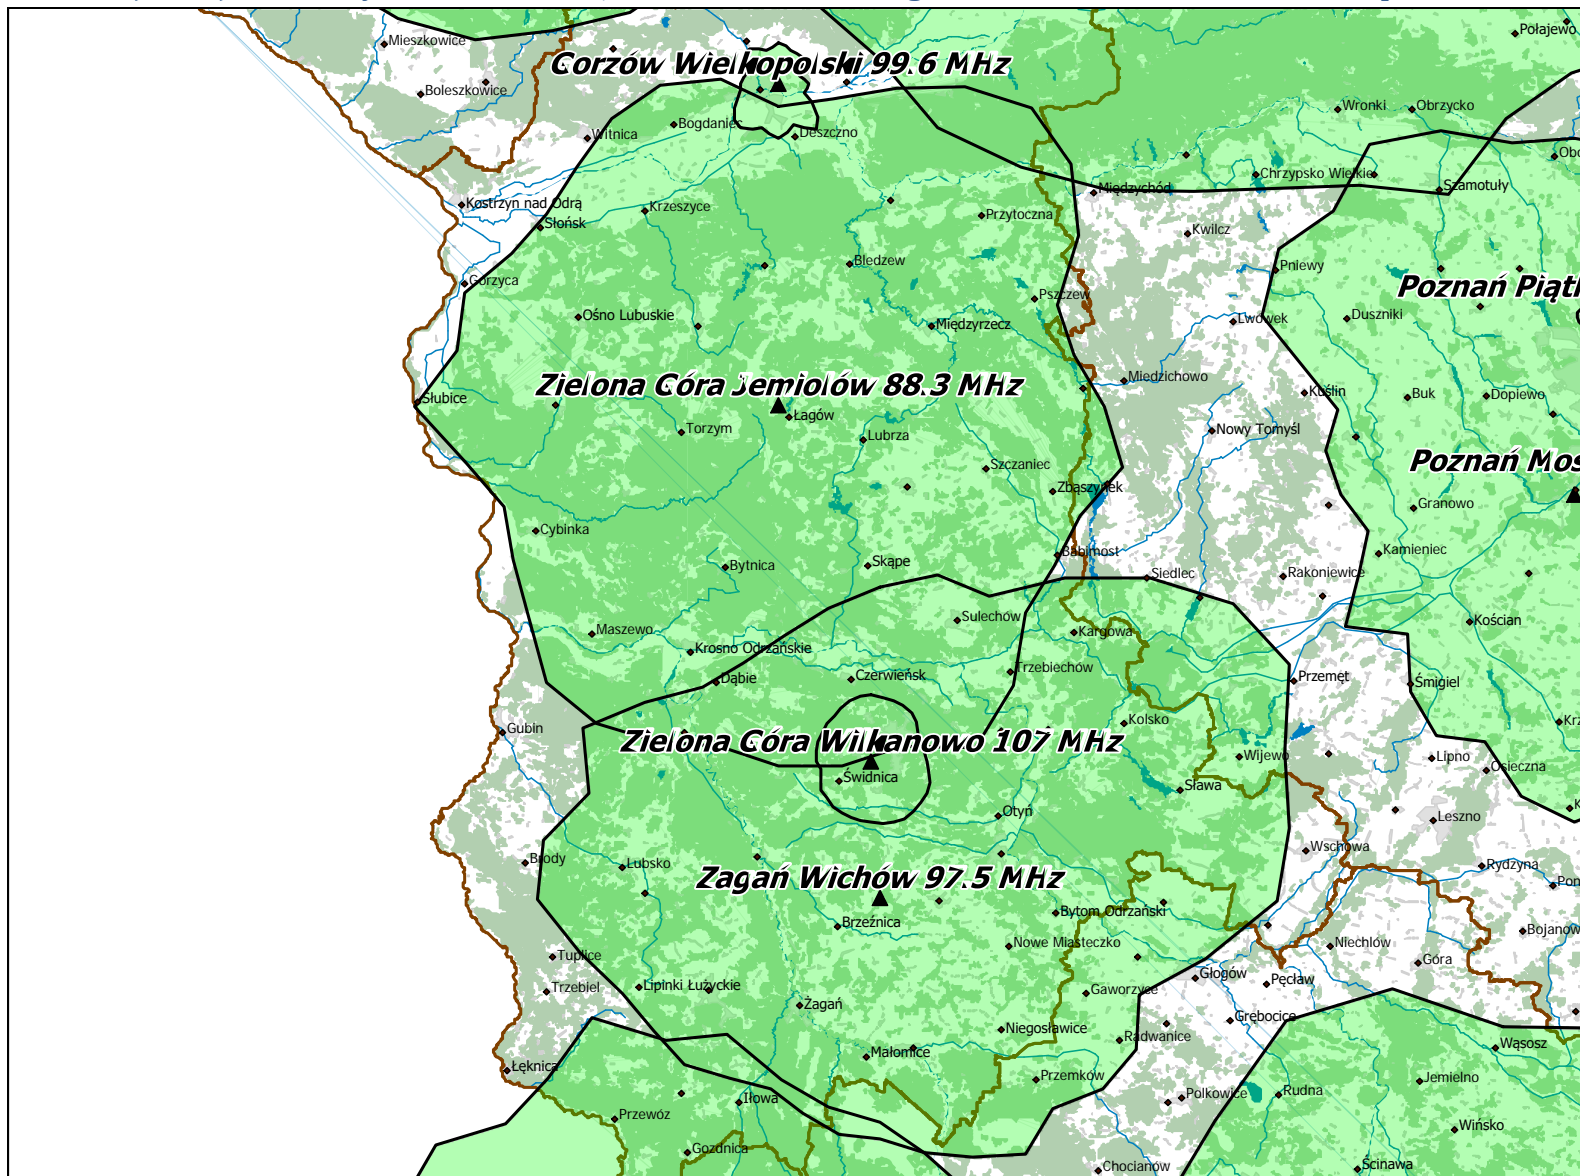 Połajewo
Mieszkowice
Gorzów Wielkopolski 99.6 MHz
Boleszkowice
Wronki
Obrzycko
Bogdaniec
Witnica
Deszczno
Chrzypsko Wielkie
Międzychód
Szamotuły
Kostrzyn nad Odrą
Krzeszyce
Przytoczna
Słońsk
Kwilcz
Bledzew
Pniewy
Górzyca
Poznań
Pszczew
Ośno Lubuskie
Międzyrzecz
Lwówek
Duszniki
Zielona Góra Jemiołów 88.3 MHz
Miedzichowo
Słubice
Kuślin
Buk
Dopiewo
Łagów
Torzym
Lubrza
Nowy Tomyśl
Poznań
Szczaniec
Zbąszynek
Granowo
Cybinka
Babimost
Kamieniec
Bytnica
Skąpe
Siedlec
Rakoniewice
Sulechów
Kościan
Maszewo
Kargowa
Krosno Odrzańskie
Trzebiechów
Dąbie
Czerwieńsk
Przemęt
Śmigiel
Kolsko
Gubin
Zielona Góra Wilkanowo 107 MHz
Wijewo
Lipno
Osieczna
Świdnica
Sława
Otyń
Leszno
Wschowa
Brody
Lubsko
Rydzyna
Żagań Wichów 97.5 MHz
Bytom Odrzański
Brzeźnica
Nowe Miasteczko
Niechlów
Tuplice
Góra
Głogów
Pęcław
Trzebiel
Lipinki Łużyckie
Gaworzyce
Żagań
Grębocice
Niegosławice
Radwanice
Wąsosz
Małomice
Łęknica
Przemków
Jemielno
Iłowa
Polkowice
Rudna
Przewóz
Wińsko
Gozdnica
Chocianów
Ścinawa